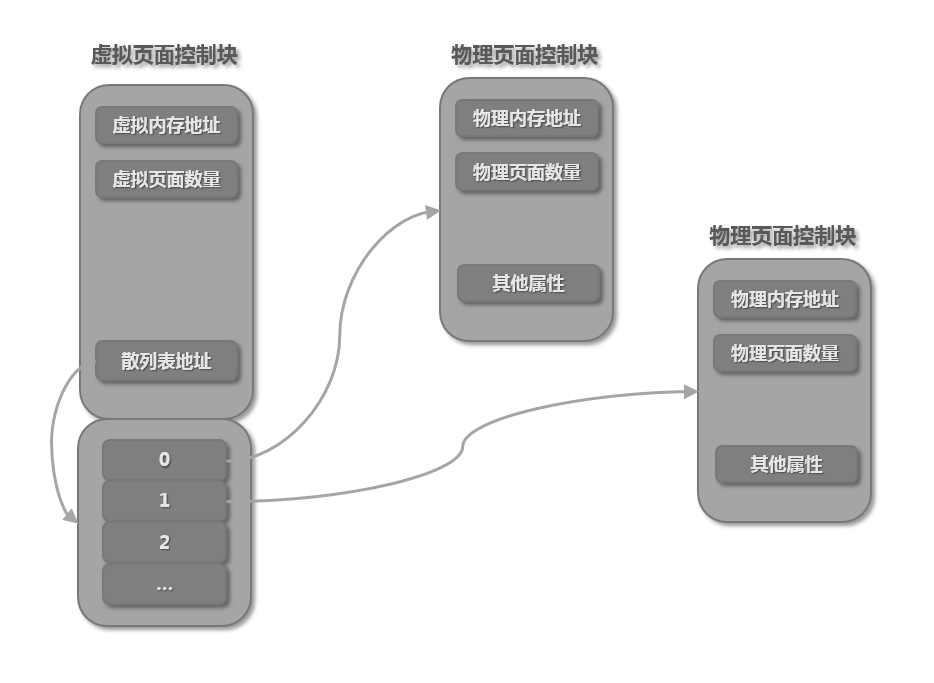 虚拟页面控制块
虚拟内存地址
虚拟页面数量
散列表地址
0
1
2
...
物理页面控制块
物理内存地址
物理页面数量
其他属性
物理页面控制块
物理内存地址
物理页面数量
其他属性